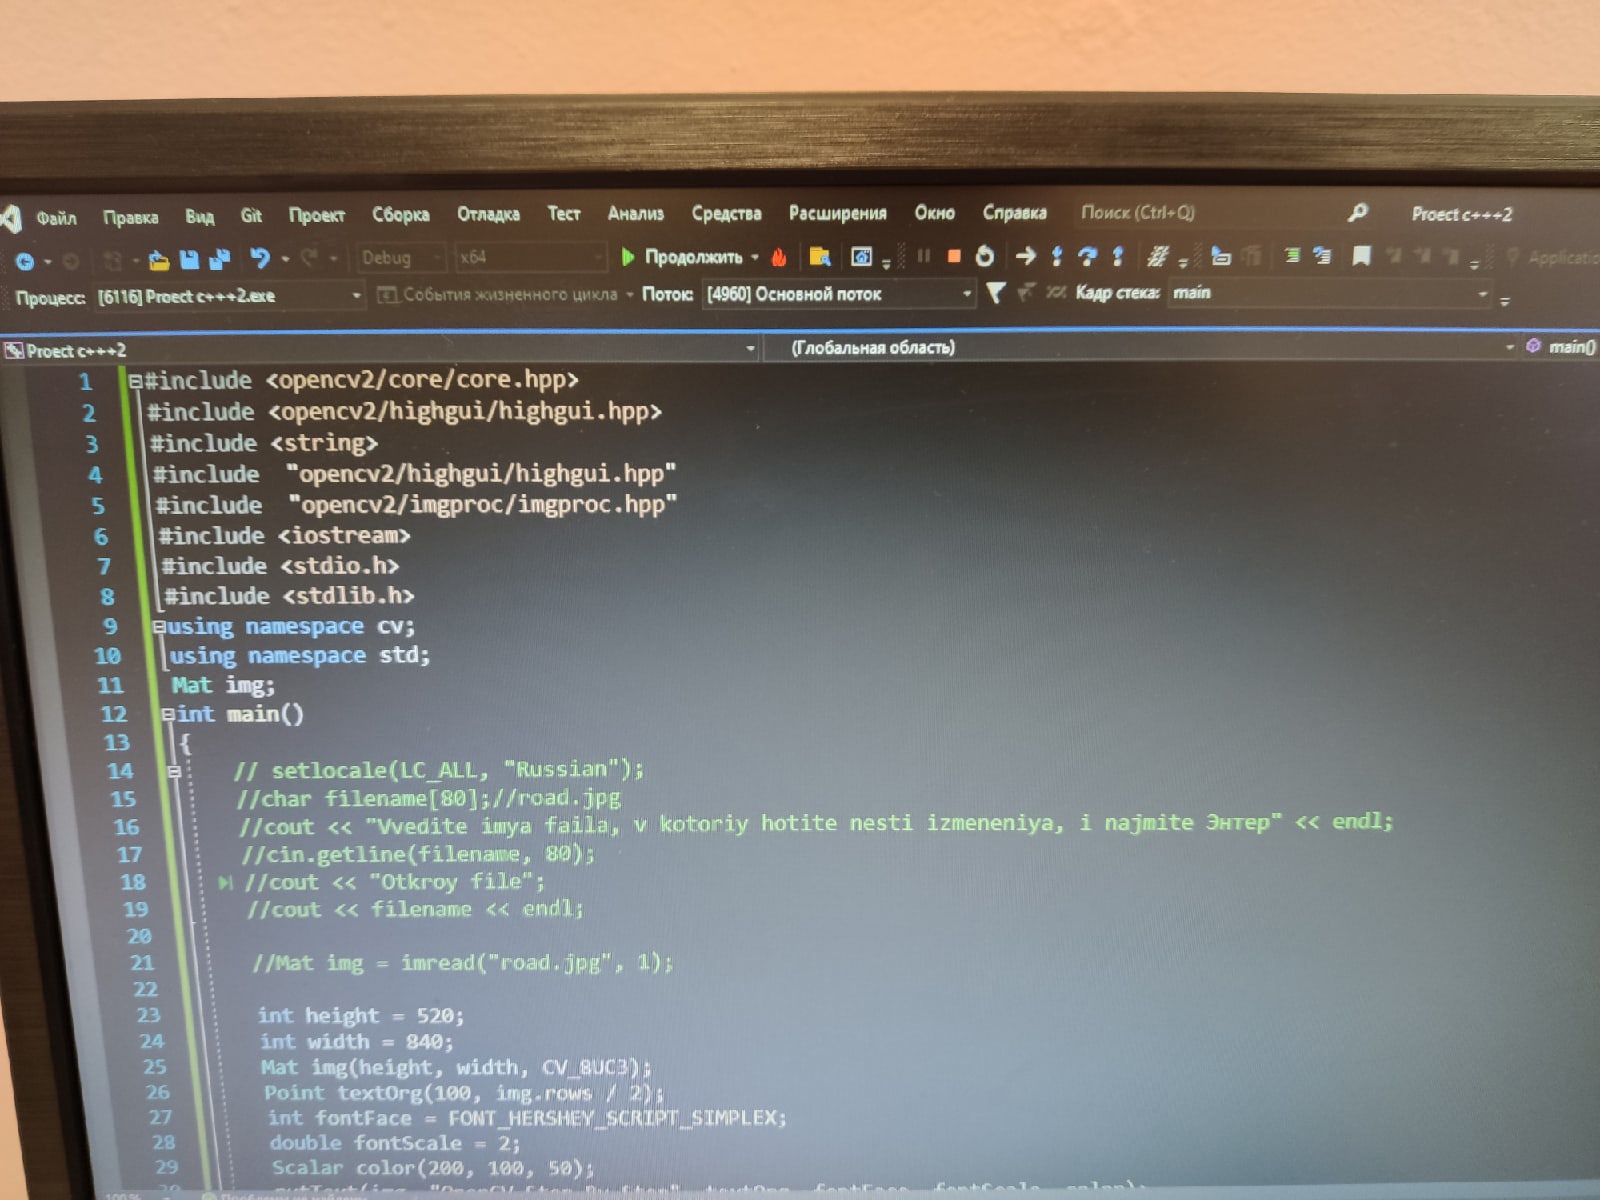 Файл Правка Вид Git Проект Сборка Отладка Тест Анализ Средства Расширения Окно Справка Поиск (Ctrl+Q) Proect c+++2
Debug x64 Продолжить Applicatio
Процесс: [6116] Proect c+++2.exe События жизненного цикла Поток: [4960] Основной поток Кадр стека: main
Proect c+++2 (Глобальная область) main()
1 #include <opencv2/core/core.hpp>
2 #include <opencv2/highgui/highgui.hpp>
3 #include <string>
4 #include "opencv2/highgui/highgui.hpp"
5 #include "opencv2/imgproc/imgproc.hpp"
6 #include <iostream>
7 #include <stdio.h>
8 #include <stdlib.h>
9 using namespace cv;
10 using namespace std;
11 Mat img;
12 int main()
13 {
14 // setlocale(LC_ALL, "Russian");
15 //char filename[80];//road.jpg
16 //cout << "Vvedite imya faila, v kotoriy hotite nesti izmeneniya, i najmite Энтер" << endl;
17 //cin.getline(filename, 80);
18 //cout << "Otkroy file";
19 //cout << filename << endl;
20
21 //Mat img = imread("road.jpg", 1);
22
23 int height = 520;
24 int width = 840;
25 Mat img(height, width, CV_8UC3);
26 Point textOrg(100, img.rows / 2);
27 int fontFace = FONT_HERSHEY_SCRIPT_SIMPLEX;
28 double fontScale = 2;
29 Scalar color(200, 100, 50);